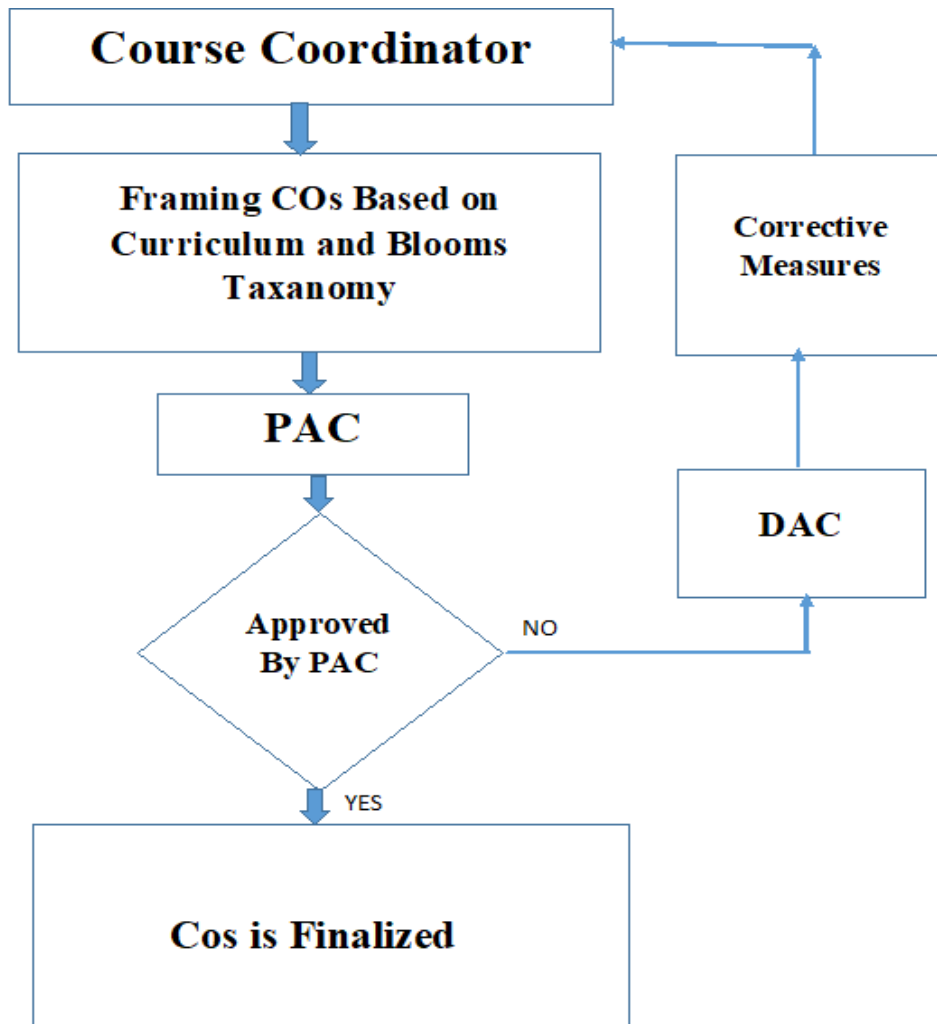 Course Coordinator
Framing COs Based on
Curriculum and Blooms
Taxanomy
PAC
Approved
By PAC
NO
YES
Cos is Finalized
DAC
Corrective
Measures